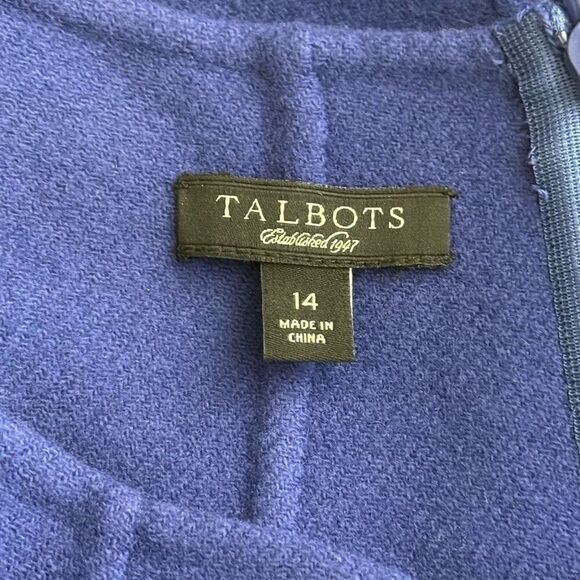 TALBOTS
Established 1947
14
MADE IN
CHINA